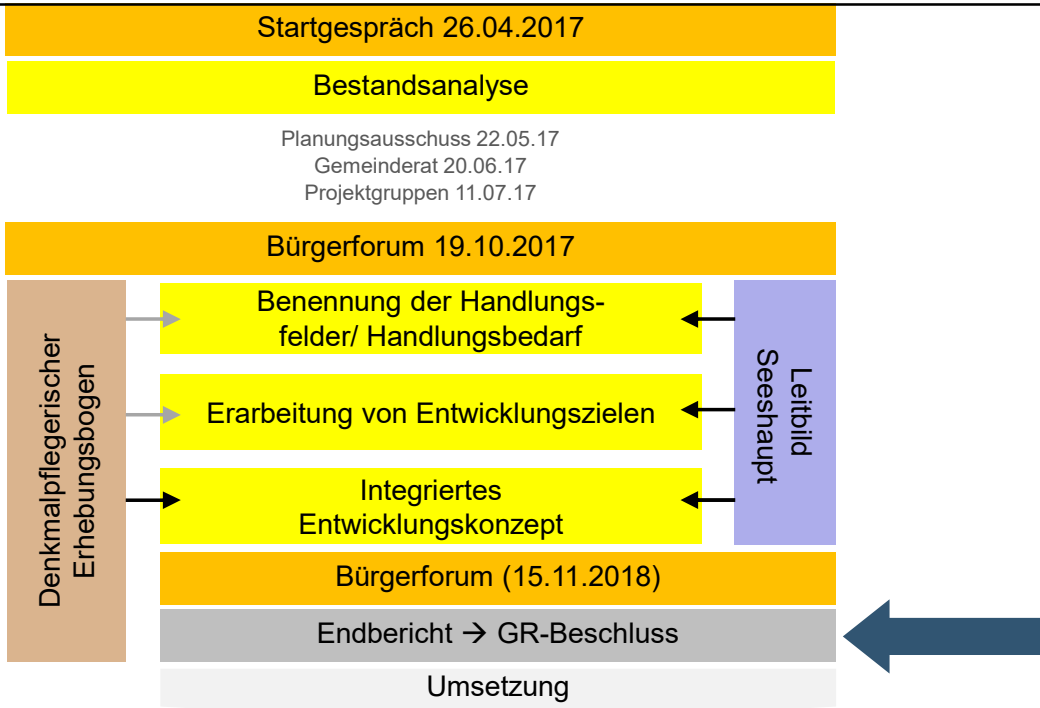 Startgespräch 26.04.2017
Bestandsanalyse
Planungsausschuss 22.05.17
Gemeinderat 20.06.17
Projektgruppen 11.07.17
Bürgerforum 19.10.2017
Denkmalpflegerischer
Erhebungsbogen
Benennung der Handlungs-
felder/ Handlungsbedarf
Erarbeitung von Entwicklungszielen
Integriertes
Entwicklungskonzept
Leitbild
Seeshaupt
Bürgerforum (15.11.2018)
Endbericht → GR-Beschluss
Umsetzung